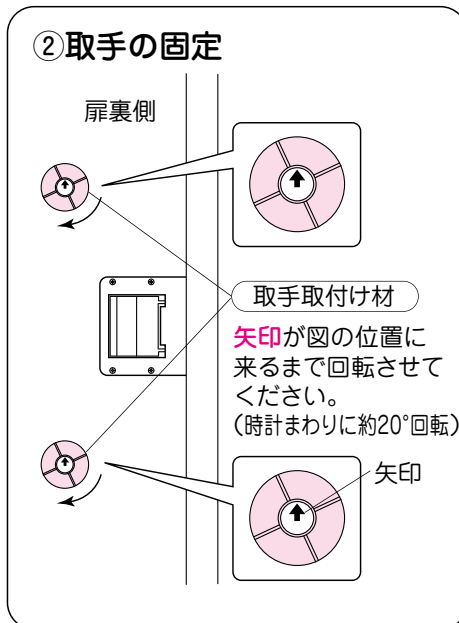 ②取手の固定
扉裏側
取手取付け材
矢印が図の位置に
来るまで回転させて
ください。
(時計まわりに約20°回転)
矢印